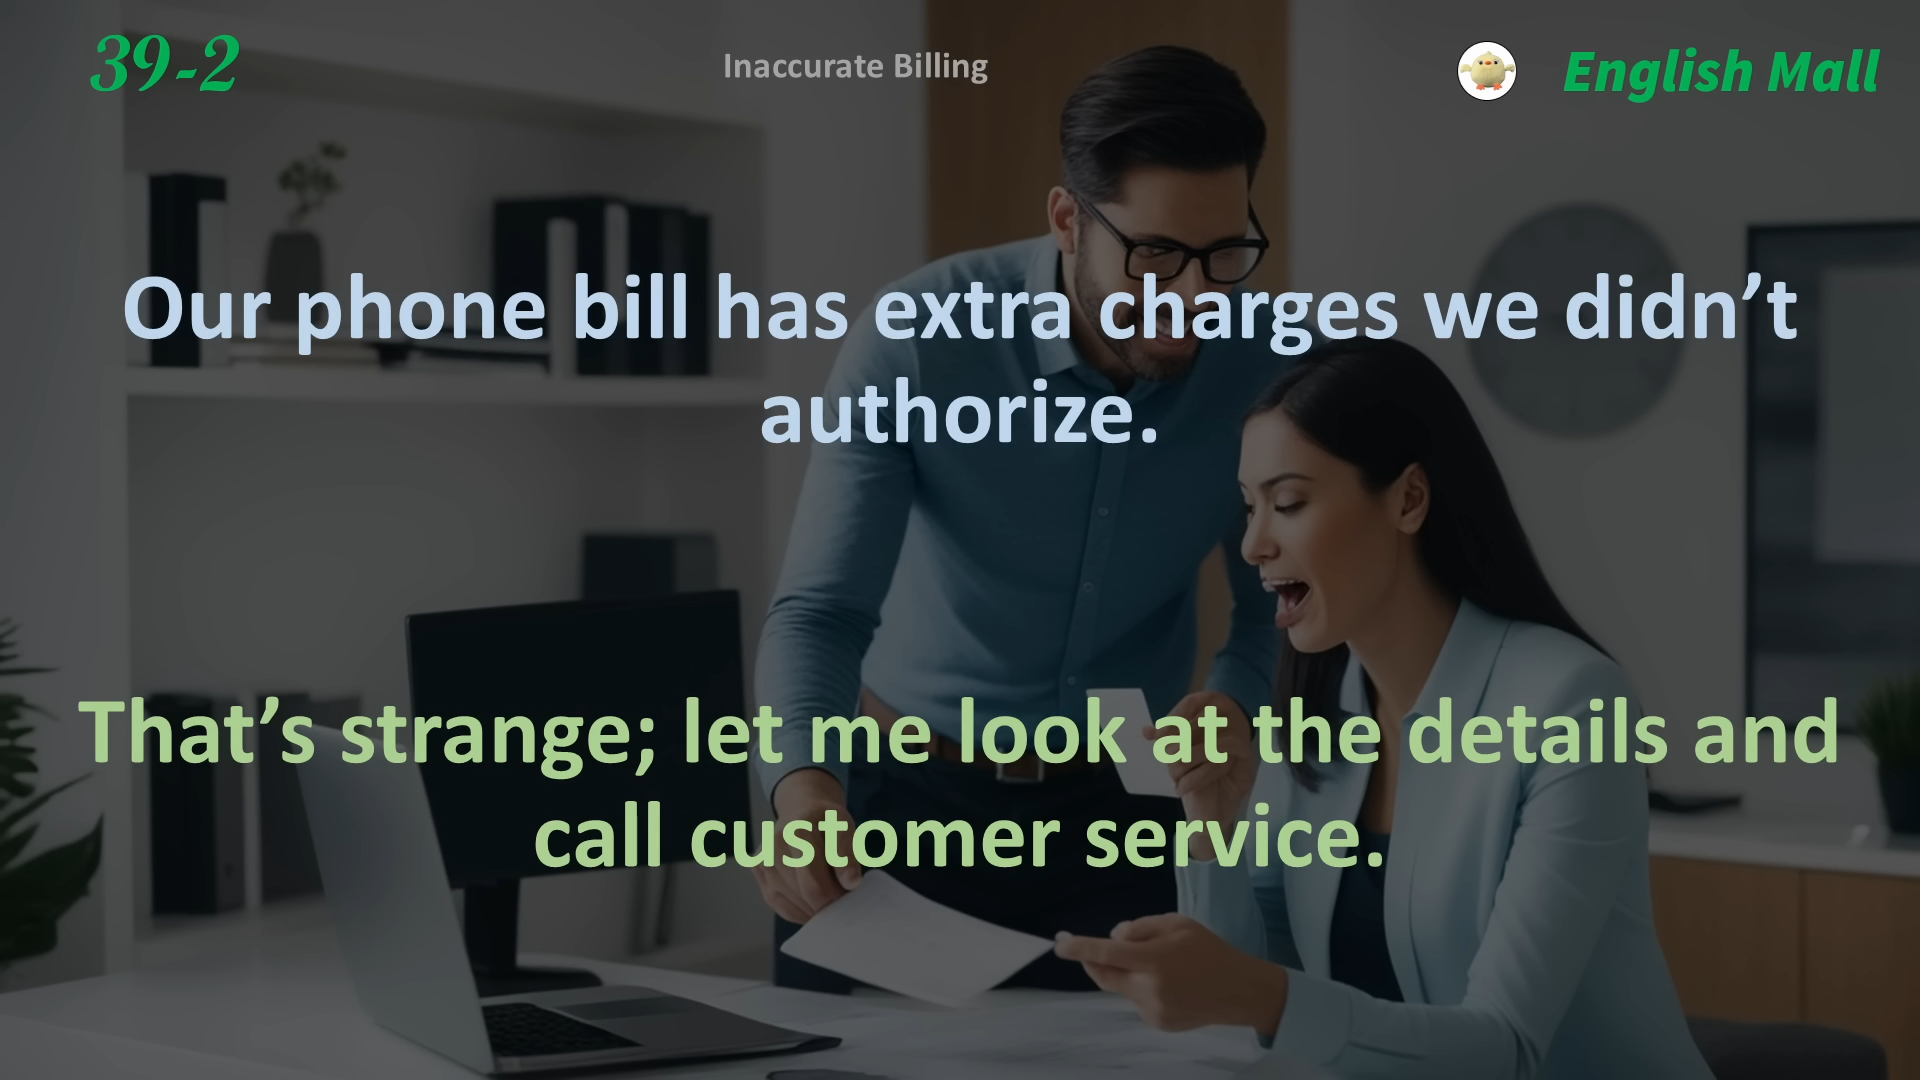 39-2
Inaccurate Billing
English Mall
Our phone bill has extra charges we didn’t
authorize.
That’s strange; let me look at the details and
call customer service.